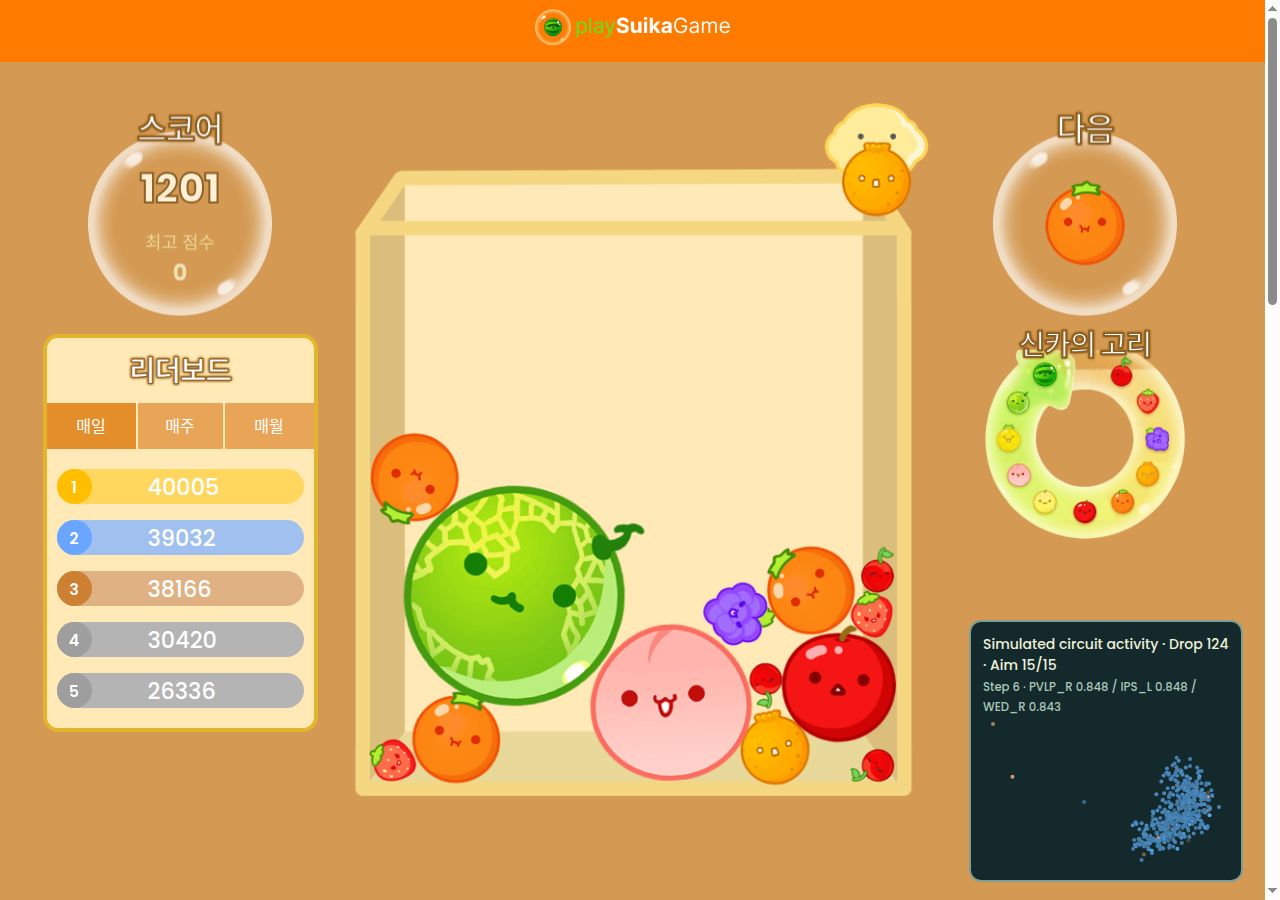 playSuikaGame
스코어
1201
최고 점수
0
리더보드
매일 매주 매월
1 40005
2 39032
3 38166
4 30420
5 26336
다음
신카의 고리
Simulated circuit activity · Drop 124
· Aim 15/15
Step 6 · PVLP_R 0.848 / IPS_L 0.848 /
WED_R 0.843